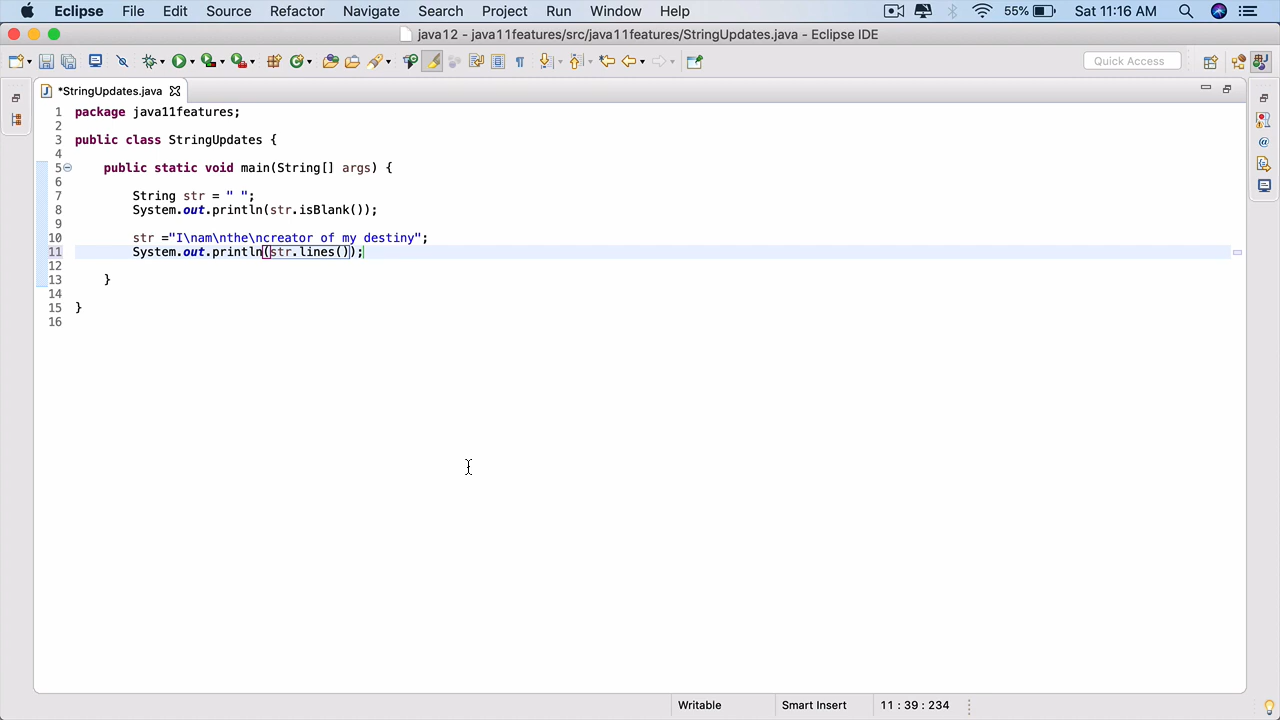 Eclipse File Edit Source Refactor Navigate Search Project Run Window Help 55% Sat 11:16 AM
java12 - java11features/src/java11features/StringUpdates.java - Eclipse IDE
Quick Access
*StringUpdates.java
1 package java11features;
2
3 public class StringUpdates {
4
5 public static void main(String[] args) {
6
7 String str = " ";
8 System.out.println(str.isBlank());
9
10 str ="I\nam\nthe\ncreator of my destiny";
11 System.out.println(str.lines());
12
13 }
14
15 }
16
Writable Smart Insert 11 : 39 : 234